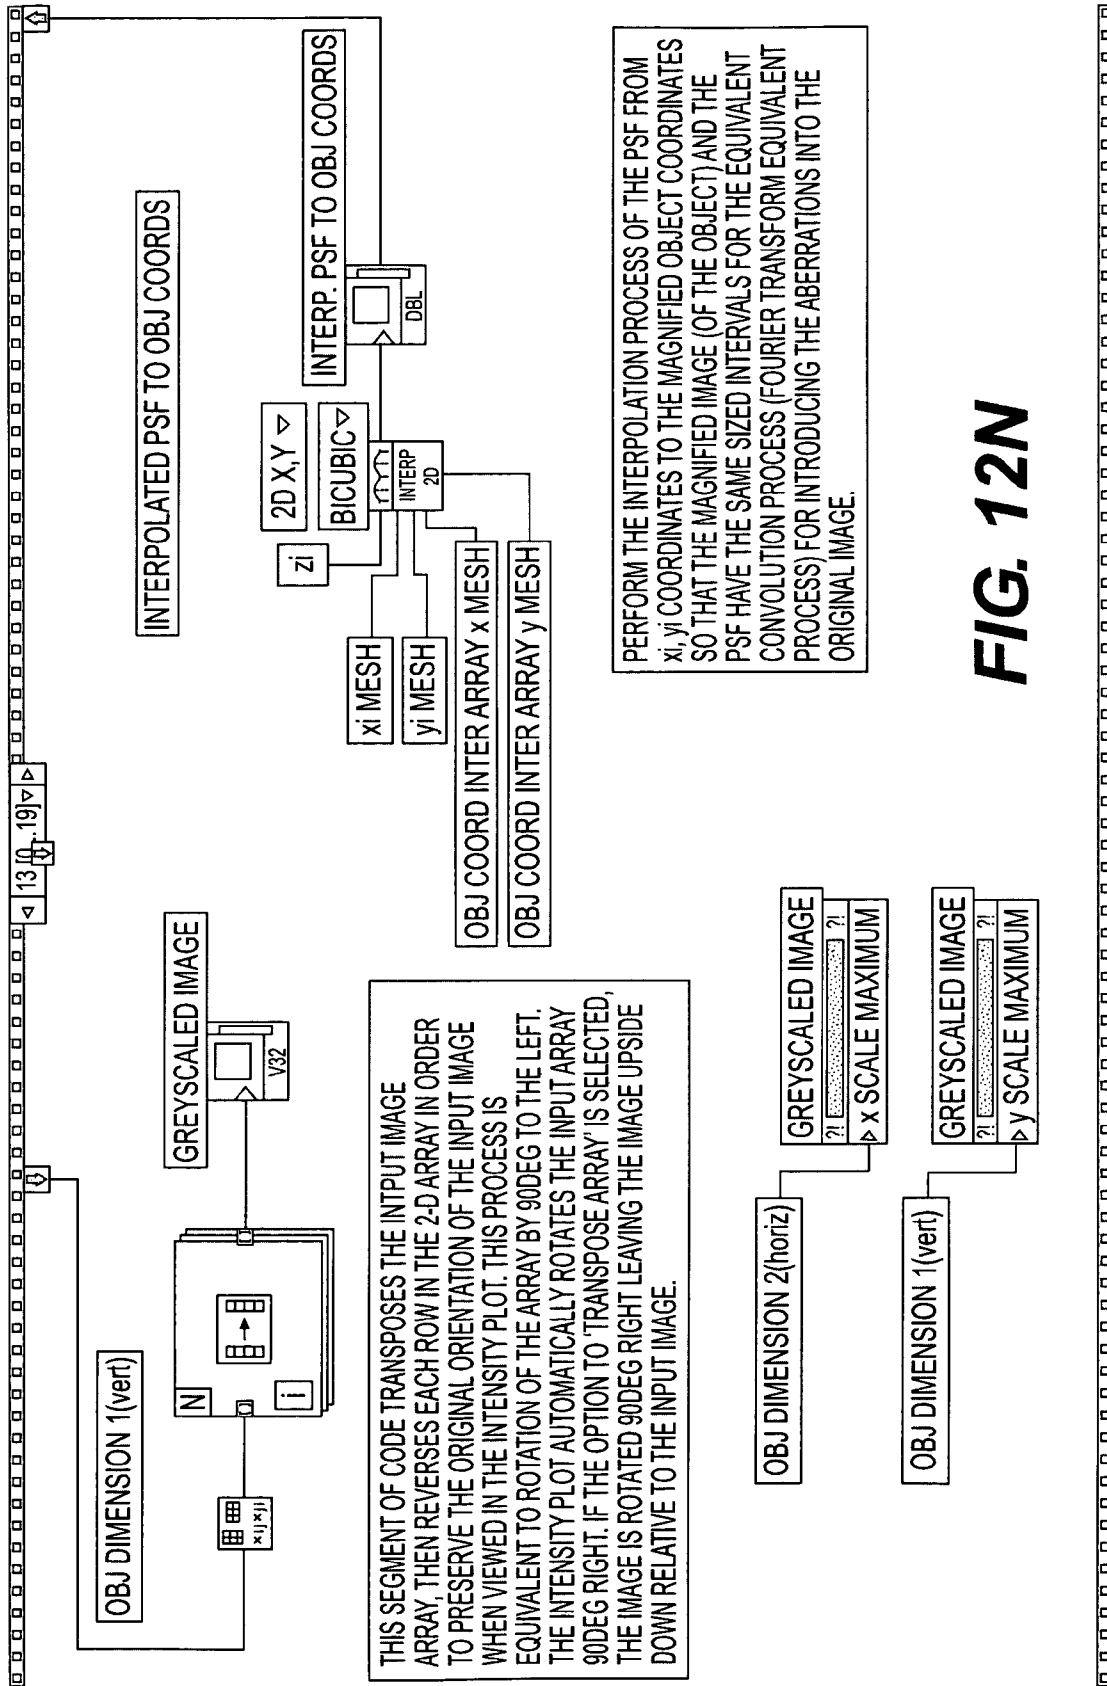 13 [0..19]
OBJ DIMENSION 1(vert)
N
i
GREYSCALED IMAGE
V32
THIS SEGMENT OF CODE TRANSPOSES THE INTPUT IMAGE
ARRAY, THEN REVERSES EACH ROW IN THE 2-D ARRAY IN ORDER
TO PRESERVE THE ORIGINAL ORIENTATION OF THE INPUT IMAGE
WHEN VIEWED IN THE INTENSITY PLOT. THIS PROCESS IS
EQUIVALENT TO ROTATION OF THE ARRAY BY 90DEG TO THE LEFT.
THE INTENSITY PLOT AUTOMATICALLY ROTATES THE INPUT ARRAY
90DEG RIGHT. IF THE OPTION TO 'TRANSPOSE ARRAY' IS SELECTED,
THE IMAGE IS ROTATED 90DEG RIGHT LEAVING THE IMAGE UPSIDE
DOWN RELATIVE TO THE INPUT IMAGE.
OBJ DIMENSION 2(horiz)
GREYSCALED IMAGE
?! ?!
x SCALE MAXIMUM
OBJ DIMENSION 1(vert)
GREYSCALED IMAGE
?! ?!
y SCALE MAXIMUM
INTERPOLATED PSF TO OBJ COORDS
2D X,Y
BICUBIC
zi
xi MESH
yi MESH
OBJ COORD INTER ARRAY x MESH
OBJ COORD INTER ARRAY y MESH
INTERP
2D
INTERP. PSF TO OBJ COORDS
DBL
PERFORM THE INTERPOLATION PROCESS OF THE PSF FROM
xi, yi COORDINATES TO THE MAGNIFIED OBJECT COORDINATES
SO THAT THE MAGNIFIED IMAGE (OF THE OBJECT) AND THE
PSF HAVE THE SAME SIZED INTERVALS FOR THE EQUIVALENT
CONVOLUTION PROCESS (FOURIER TRANSFORM EQUIVALENT
PROCESS) FOR INTRODUCING THE ABERRATIONS INTO THE
ORIGINAL IMAGE.
FIG. 12N